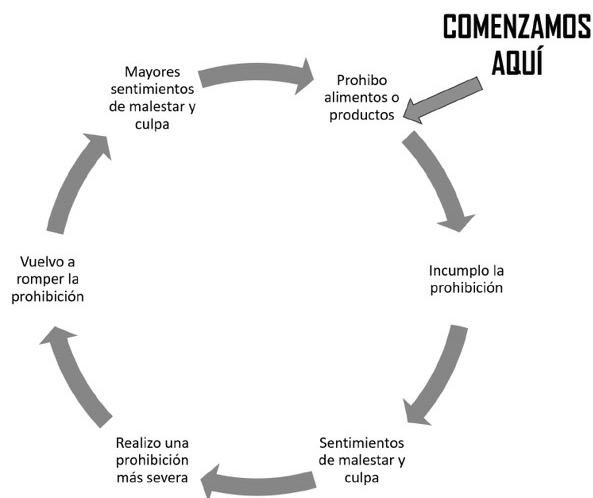 COMENZAMOS
AQUÍ
Prohibo
alimentos o
productos
Incumplo la
prohibición
Sentimientos
de malestar y
culpa
Realizo una
prohibición
más severa
Vuelvo a
romper la
prohibición
Mayores
sentimientos
de malestar y
culpa